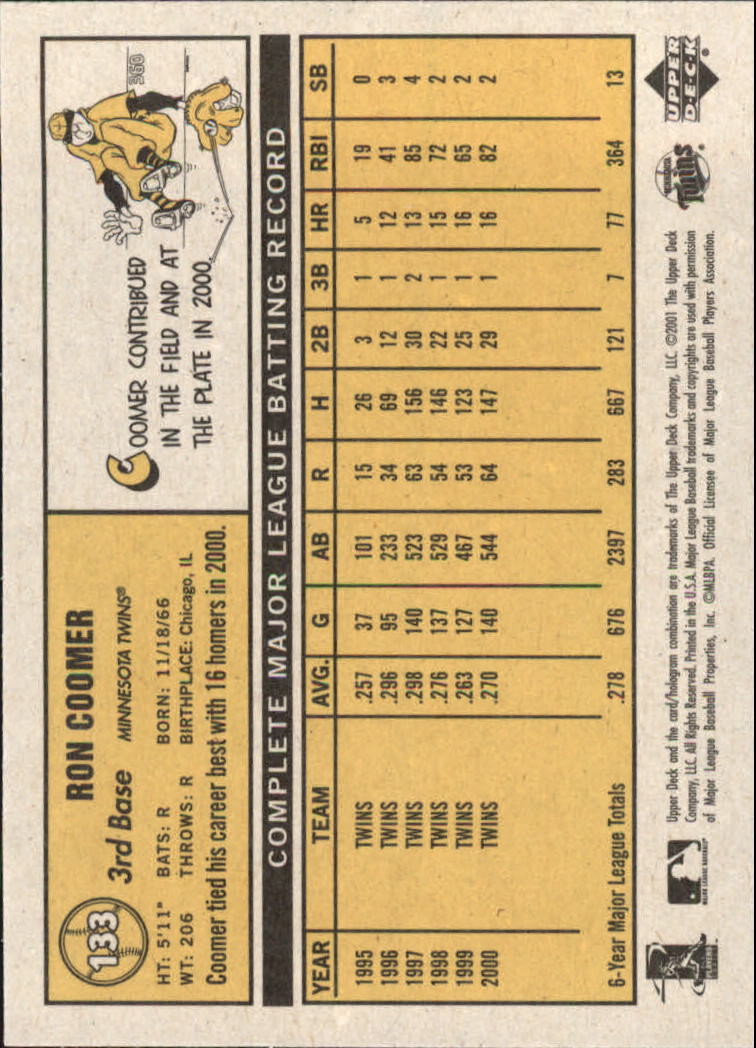 133
RON COOMER
3rd Base MINNESOTA TWINS®
HT: 5'11" BATS: R BORN: 11/18/66
WT: 206 THROWS: R BIRTHPLACE: Chicago, IL
Coomer tied his career best with 16 homers in 2000.
COOMER CONTRIBUED
IN THE FIELD AND AT
THE PLATE IN 2000.
COMPLETE MAJOR LEAGUE BATTING RECORD
YEAR TEAM AVG. G AB R H 2B 3B HR RBI SB
1995 TWINS .257 37 101 15 26 3 1 5 19 0
1996 TWINS .296 95 233 34 69 12 1 12 41 3
1997 TWINS .298 140 523 63 156 30 2 13 85 4
1998 TWINS .276 137 529 54 146 22 1 15 72 2
1999 TWINS .263 127 467 53 123 25 1 16 65 2
2000 TWINS .270 140 544 64 147 29 1 16 82 2
6-Year Major League Totals .278 676 2397 283 667 121 7 77 364 13
PLAYERS
MAJOR LEAGUE BASEBALL
Upper Deck and the card/hologram combination are trademarks of The Upper Deck Company, LLC. ©2001 The Upper Deck
Company, LLC. All Rights Reserved. Printed in the U.S.A. Major League Baseball trademarks and copyrights are used with permission
of Major League Baseball Properties, Inc. ©MLBPA. Official Licensee of Major League Baseball Players Association.
MINNESOTA
Twins
UPPER
DECK